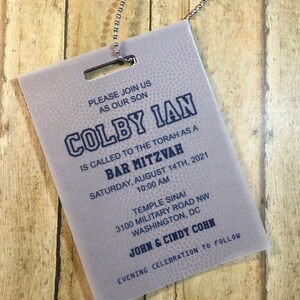 PLEASE JOIN US
AS OUR SON
COLBY IAN
IS CALLED TO THE TORAH AS A
BAR MITZVAH
SATURDAY, AUGUST 14TH, 2021
10:00 AM
TEMPLE SINAI
3100 MILITARY ROAD NW
WASHINGTON, DC
JOHN & CINDY COHN
EVENING CELEBRATION TO FOLLOW